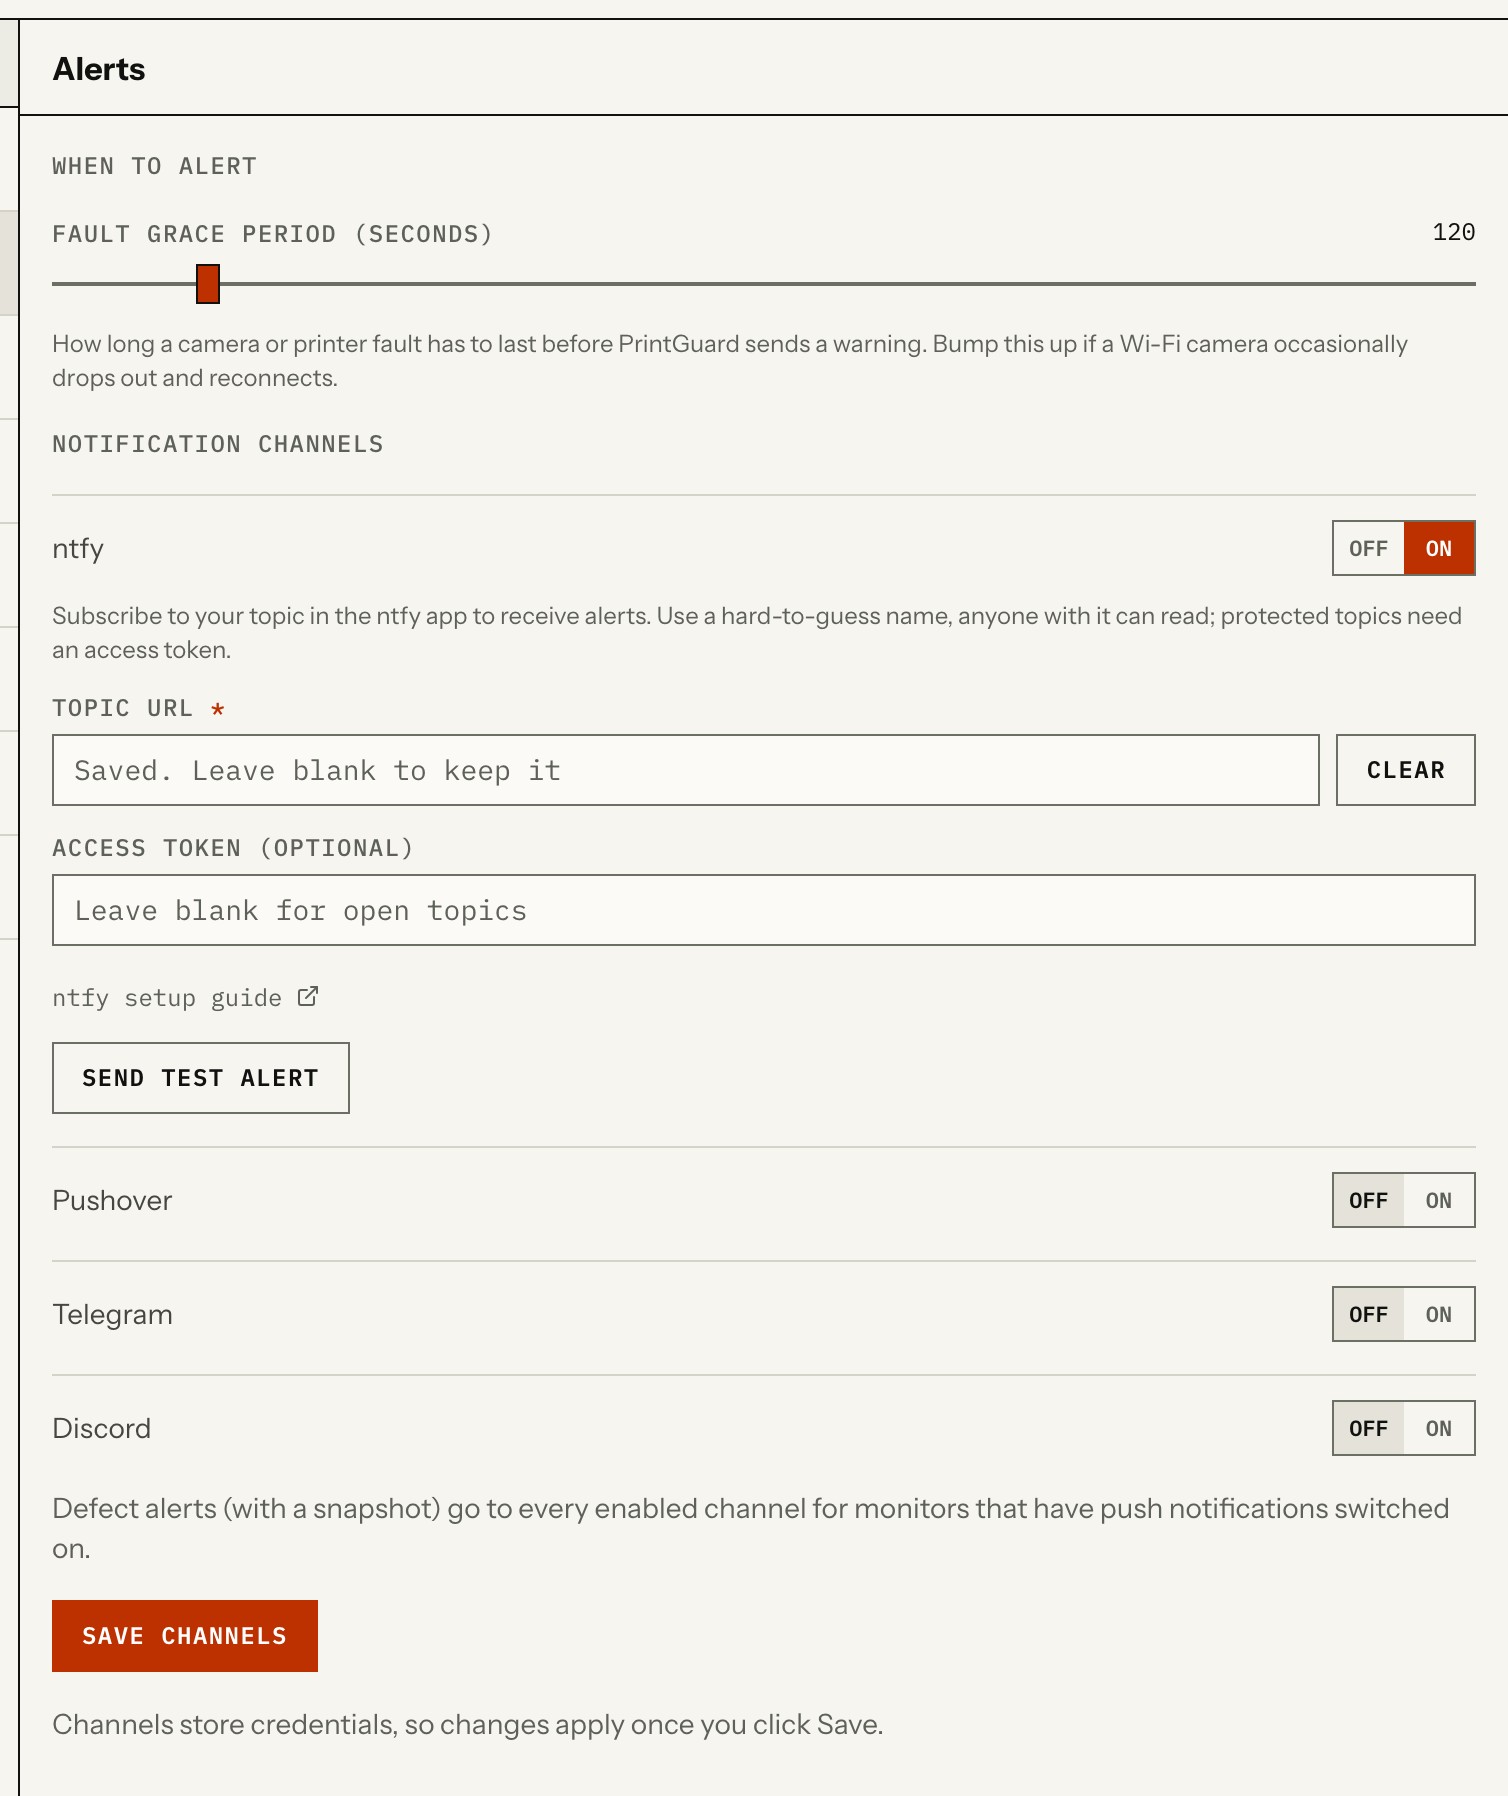 Alerts
WHEN TO ALERT
FAULT GRACE PERIOD (SECONDS)
120
How long a camera or printer fault has to last before PrintGuard sends a warning. Bump this up if a Wi-Fi camera occasionally
drops out and reconnects.
NOTIFICATION CHANNELS
ntfy
OFF ON
Subscribe to your topic in the ntfy app to receive alerts. Use a hard-to-guess name, anyone with it can read; protected topics need
an access token.
TOPIC URL *
Saved. Leave blank to keep it
CLEAR
ACCESS TOKEN (OPTIONAL)
Leave blank for open topics
ntfy setup guide
SEND TEST ALERT
Pushover
OFF ON
Telegram
OFF ON
Discord
OFF ON
Defect alerts (with a snapshot) go to every enabled channel for monitors that have push notifications switched
on.
SAVE CHANNELS
Channels store credentials, so changes apply once you click Save.